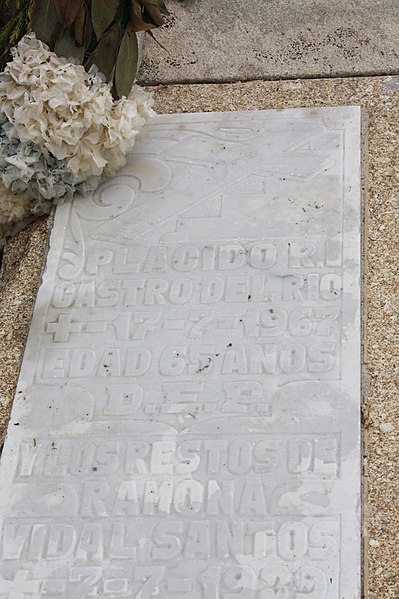 PLACIDO R.
CASTRO DEL RIO
+-17-7-1967
EDAD 65 AÑOS
D.E.P.
Y LOS RESTOS DE
RAMONA
VIDAL SANTOS